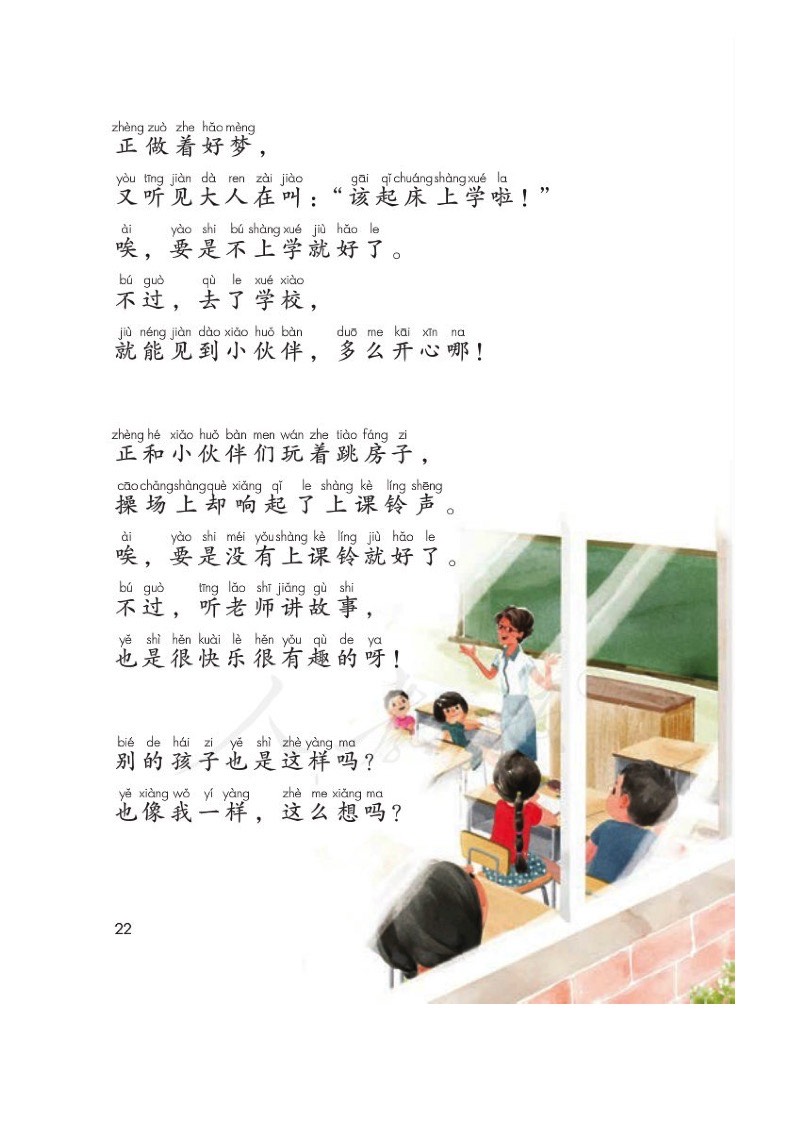 zhèng zuò zhe hǎo mèng
正做着好梦，
yòu tīng jiàn dà ren zài jiào gāi qǐ chuáng shàng xué la
又听见大人在叫：“该起床上学啦！”
ài yào shi bú shàng xué jiù hǎo le
唉，要是不上学就好了。
bú guò qù le xué xiào
不过，去了学校，
jiù néng jiàn dào xiǎo huǒ bàn duō me kāi xīn na
就能见到小伙伴，多么开心哪！
zhèng hé xiǎo huǒ bàn men wán zhe tiào fáng zi
正和小伙伴们玩着跳房子，
cāo chǎng shàng què xiǎng qǐ le shàng kè líng shēng
操场上却响起了上课铃声。
ài yào shi méi yǒu shàng kè líng jiù hǎo le
唉，要是没有上课铃就好了。
bú guò tīng lǎo shī jiǎng gù shi
不过，听老师讲故事，
yě shì hěn kuài lè hěn yǒu qù de ya
也是很快乐很有趣的呀！
bié de hái zi yě shì zhè yàng ma
别的孩子也是这样吗？
yě xiàng wǒ yí yàng zhè me xiǎng ma
也像我一样，这么想吗？
22